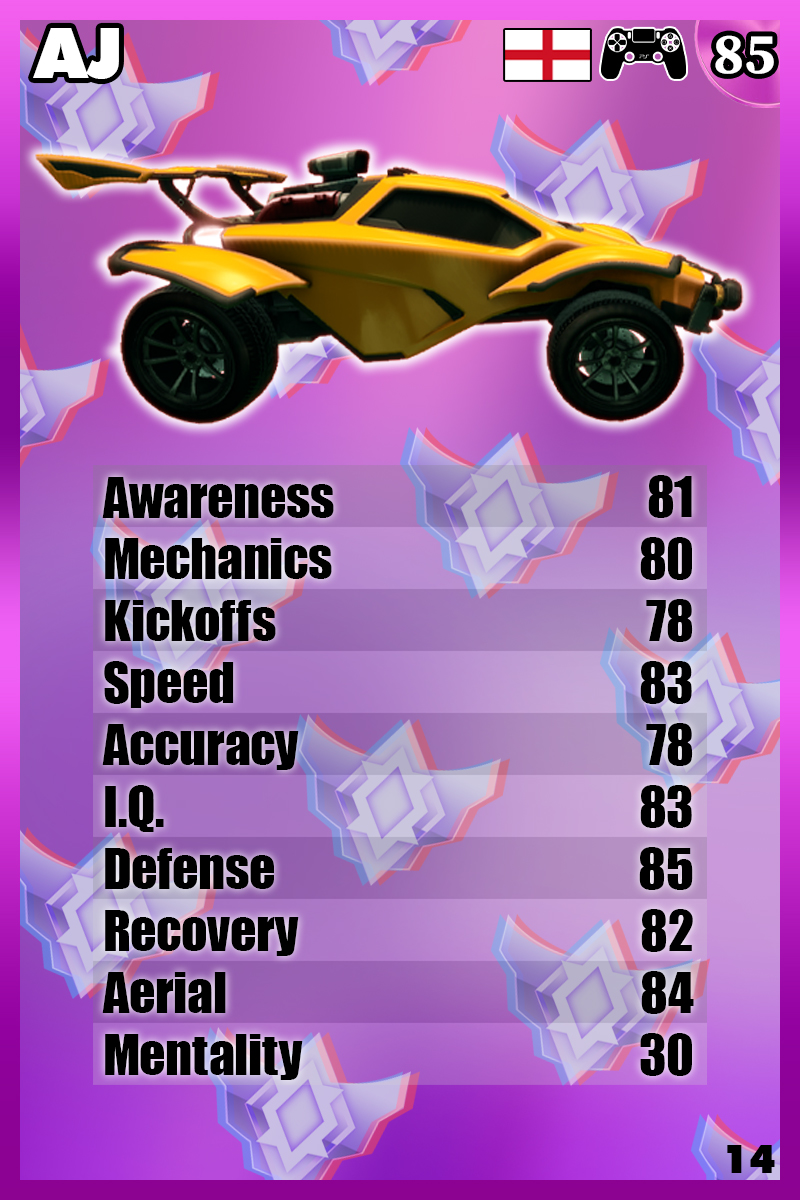 AJ 85
Awareness 81
Mechanics 80
Kickoffs 78
Speed 83
Accuracy 78
I.Q. 83
Defense 85
Recovery 82
Aerial 84
Mentality 30
14